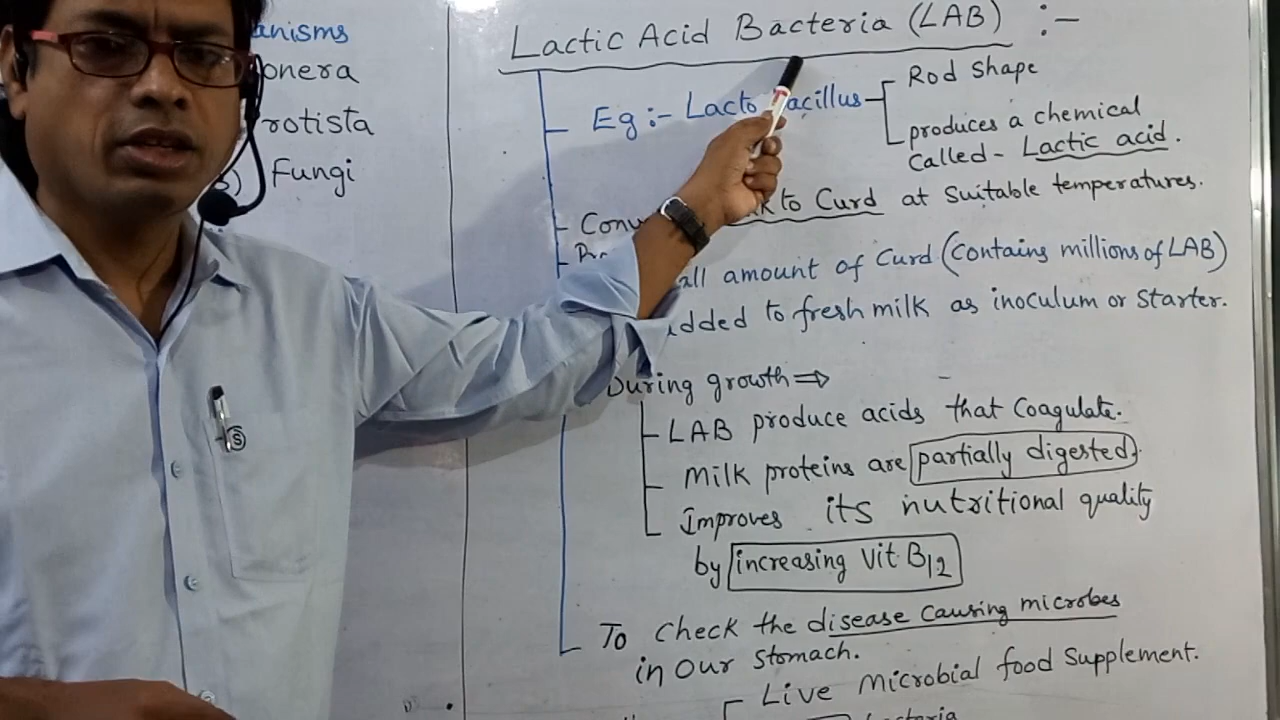 anisms
onera
rotista
Fungi
Lactic Acid Bacteria (LAB) :-
Eg :- Lacto acillus
Rod shape
produces a chemical
called - Lactic acid.
Conv to Curd at suitable temperatures.
all amount of Curd (contains millions of LAB)
added to fresh milk as inoculum or starter.
During growth ⇒
LAB produce acids that coagulate.
Milk proteins are partially digested.
Improves its nutritional quality
by increasing Vit B12
To check the disease causing microbes
in our stomach.
Live microbial food supplement.
S